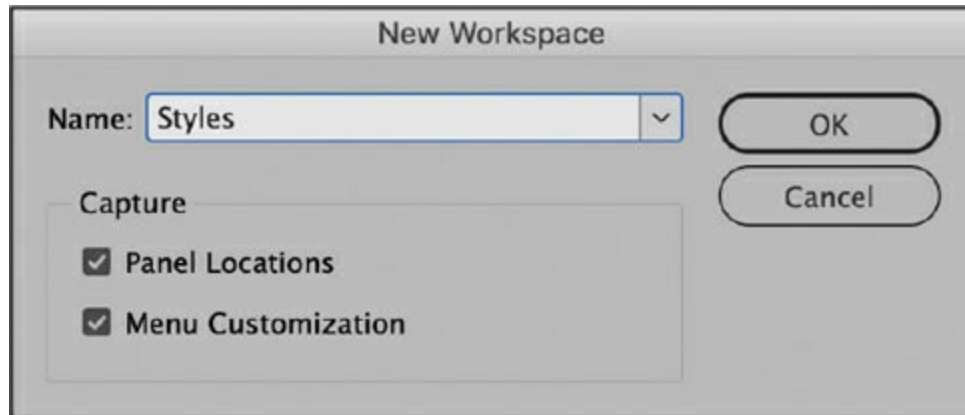 New Workspace
Name: Styles
OK
Cancel
Capture
Panel Locations
Menu Customization